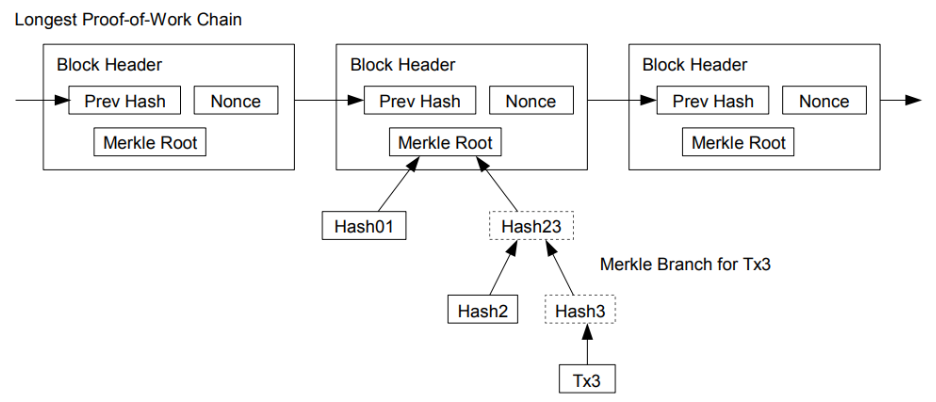 Longest Proof-of-Work Chain
Block Header
Block Header
Block Header
Prev Hash
Nonce
Prev Hash
Nonce
Prev Hash
Nonce
Merkle Root
Merkle Root
Merkle Root
Hash01
Hash23
Merkle Branch for Tx3
Hash2
Hash3
Tx3